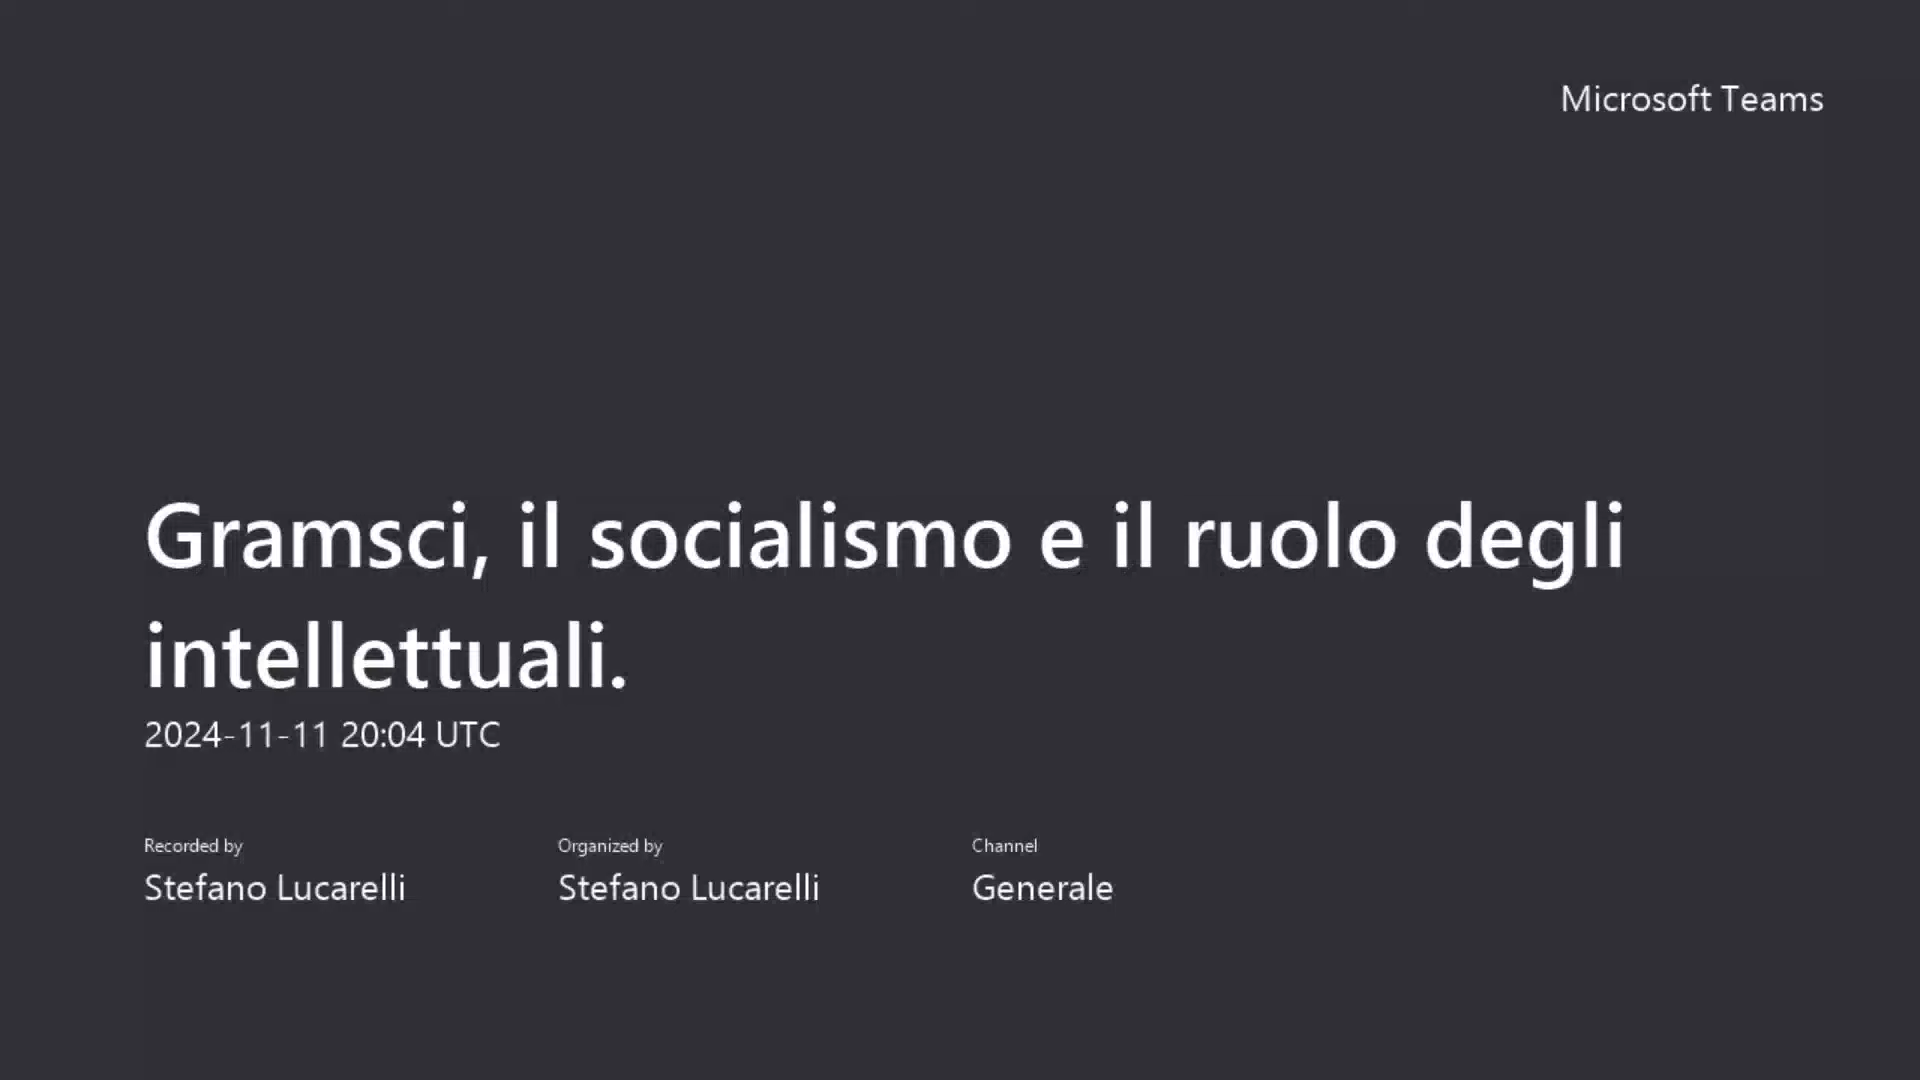 Microsoft Teams
Gramsci, il socialismo e il ruolo degli
intellettuali.
2024-11-11 20:04 UTC
Recorded by
Stefano Lucarelli
Organized by
Stefano Lucarelli
Channel
Generale